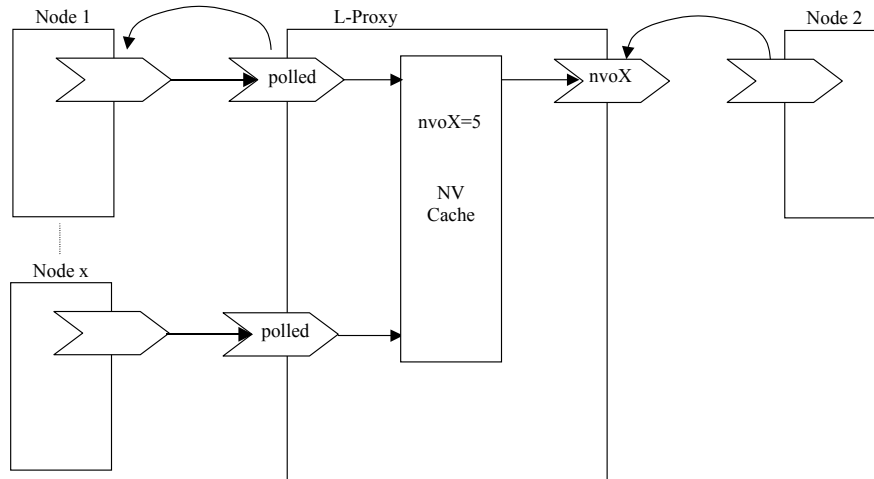 Node 1
L-Proxy
Node 2
polled
nvoX
nvoX=5
NV
Cache
Node x
polled